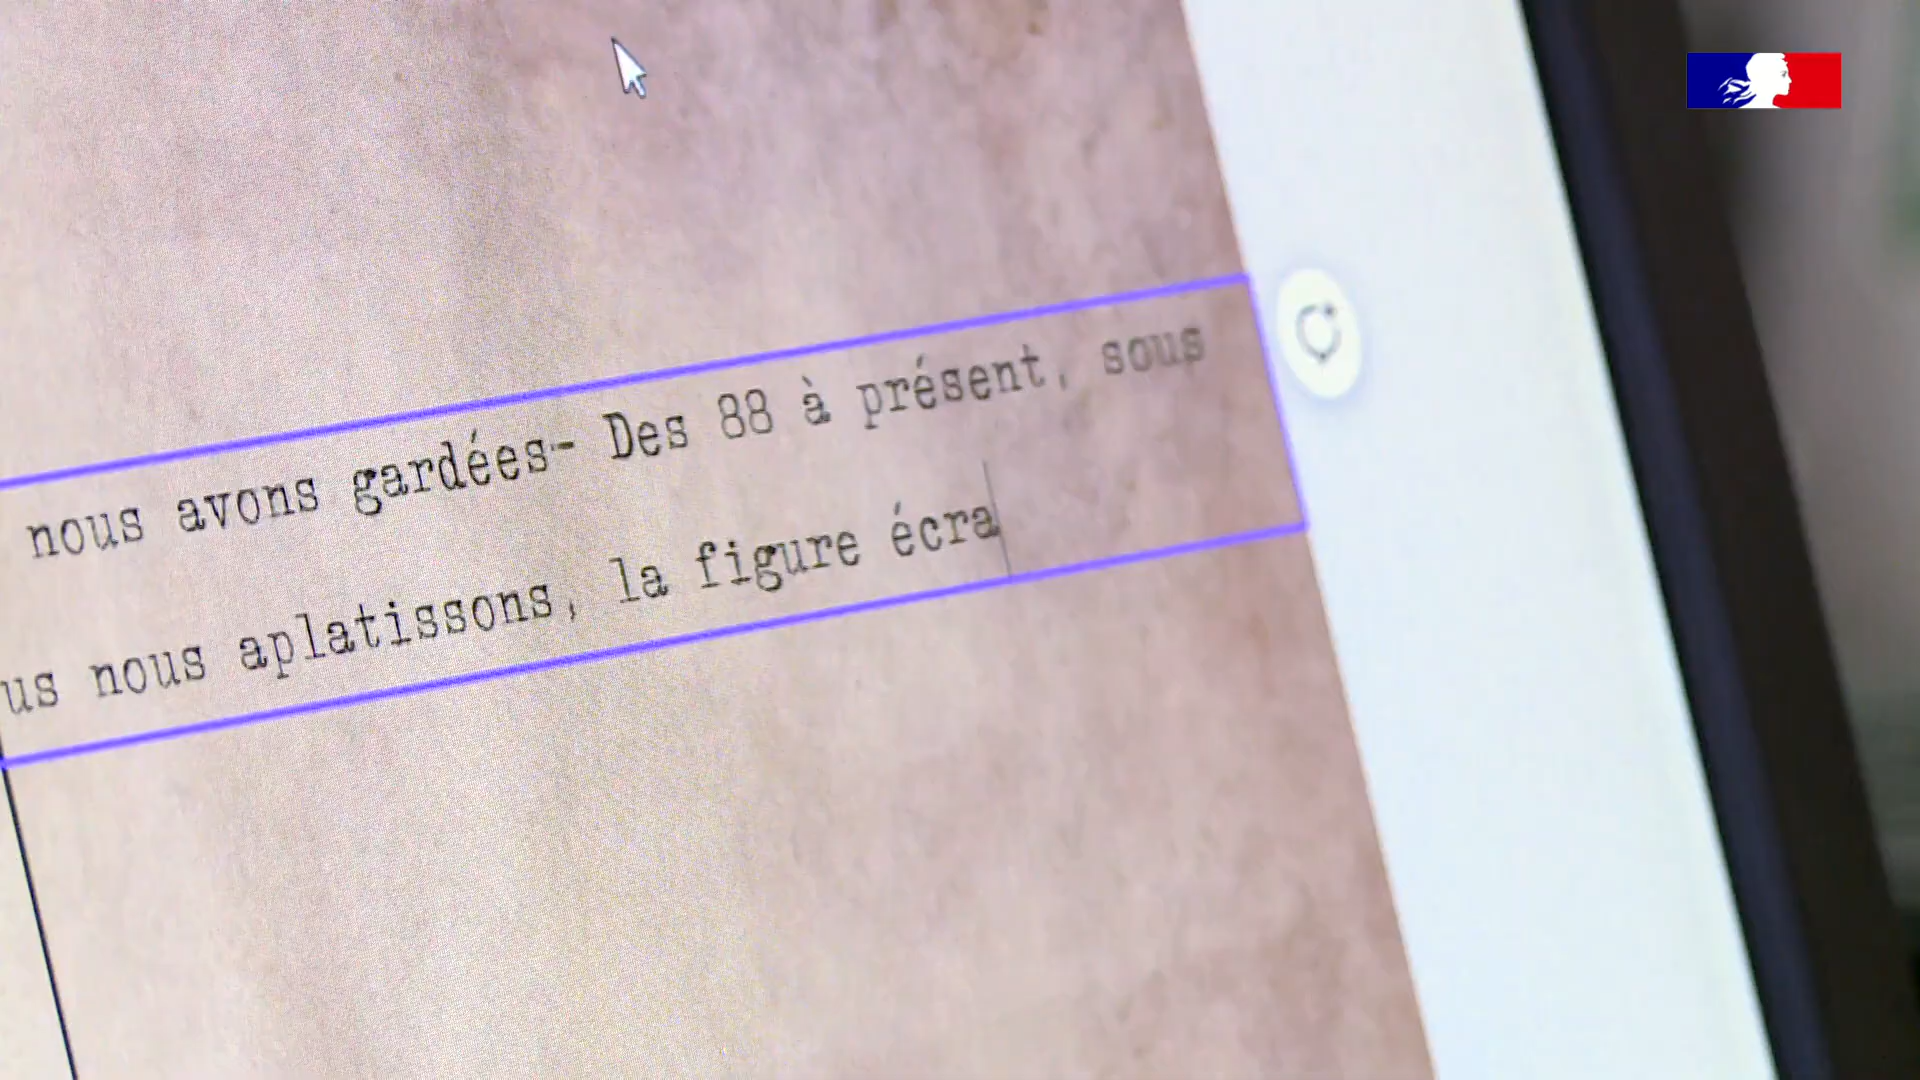 nous avons gardées- Des 88 à présent, sous
us nous aplatissons, la figure écra